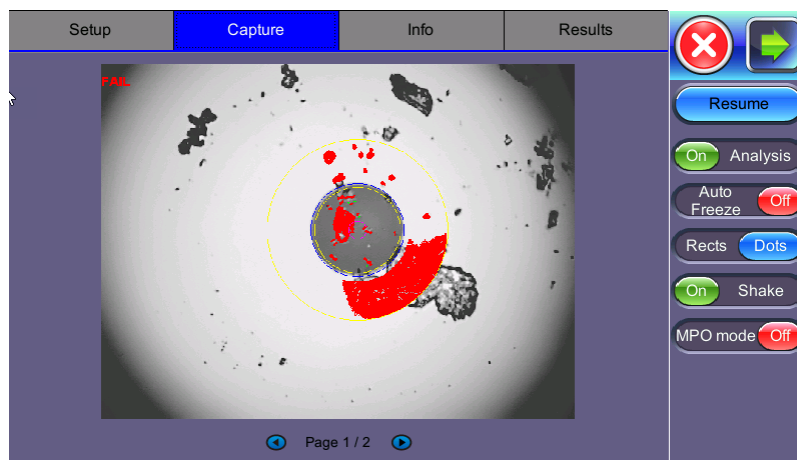 Setup
Capture
Info
Results
FAIL
Resume
On Analysis
Auto
Freeze
Off
Rects Dots
On Shake
MPO mode Off
Page 1 / 2